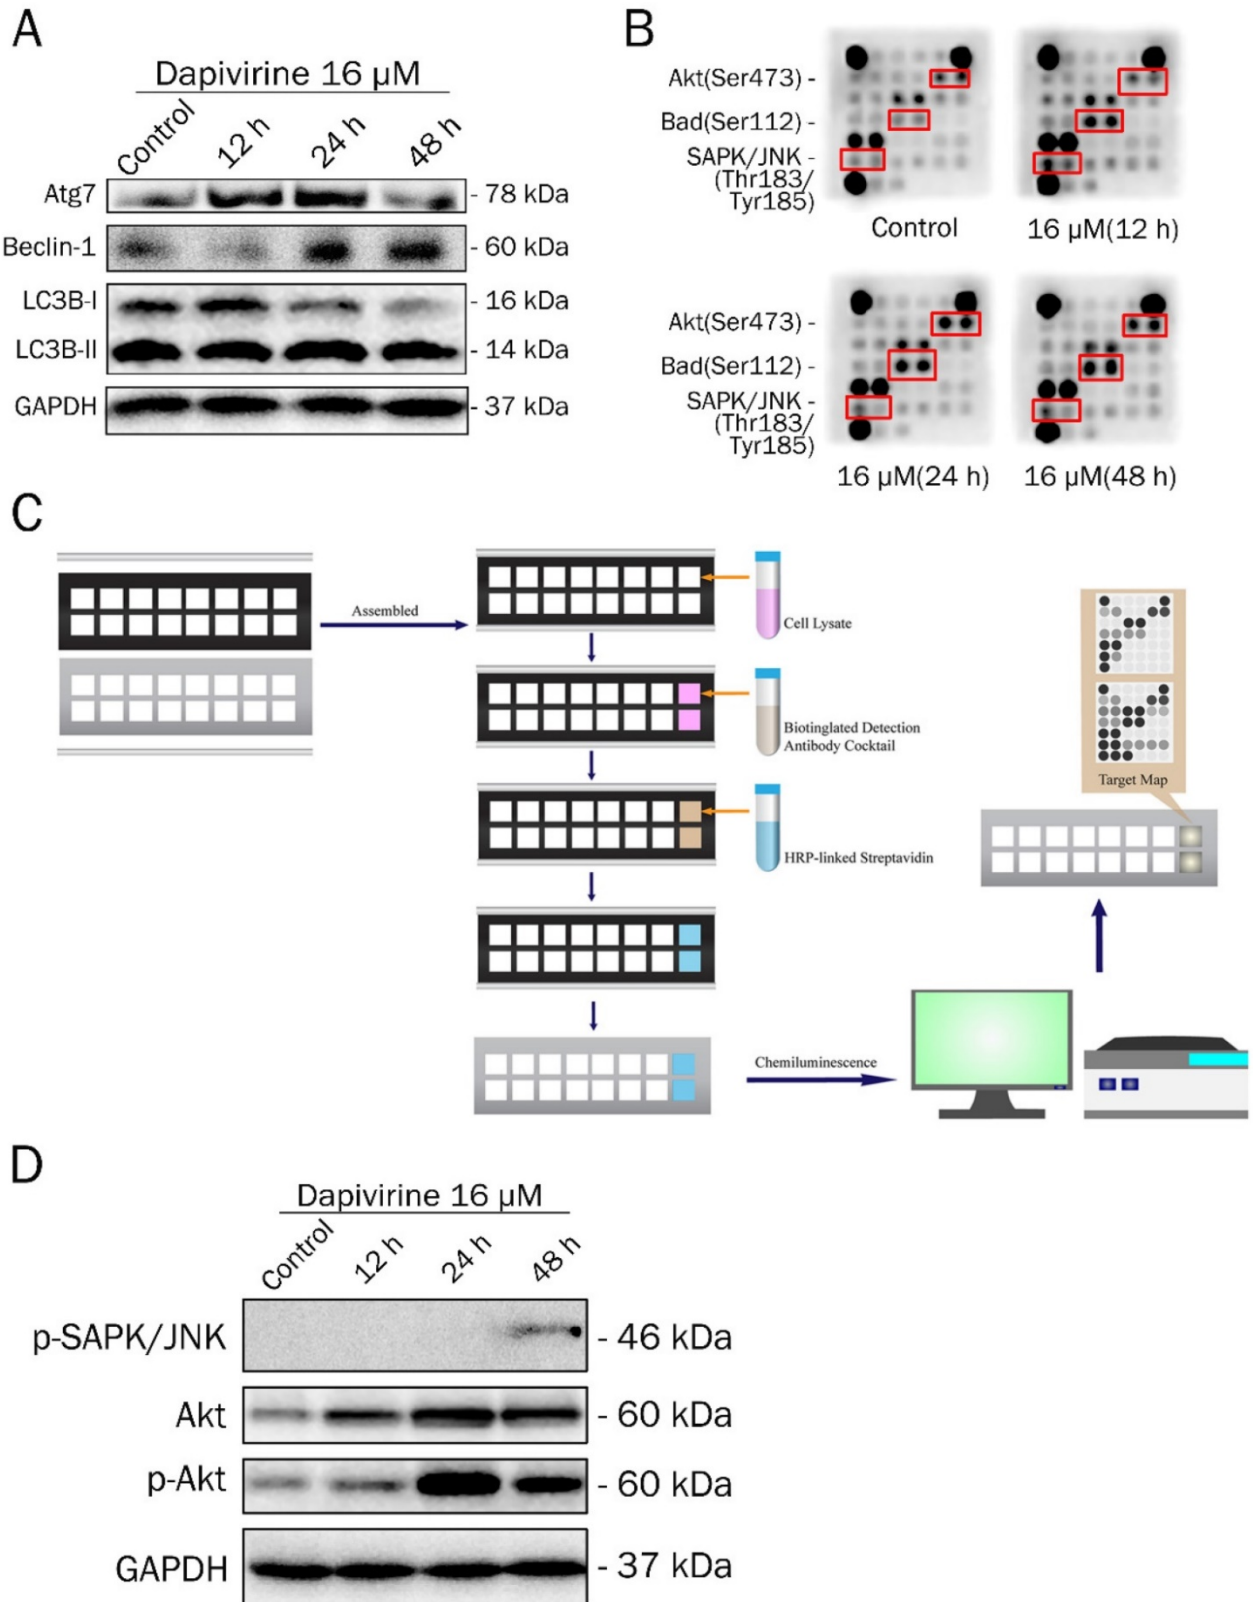 A
Dapivirine 16 µM
Control
12 h
24 h
48 h
Atg7
- 78 kDa
Beclin-1
- 60 kDa
LC3B-I
- 16 kDa
LC3B-II
- 14 kDa
GAPDH
- 37 kDa
B
Akt(Ser473) -
Bad(Ser112) -
SAPK/JNK -
(Thr183/
Tyr185)
Control
16 µM(12 h)
Akt(Ser473) -
Bad(Ser112) -
SAPK/JNK -
(Thr183/
Tyr185)
16 µM(24 h)
16 µM(48 h)
C
Assembled
Cell Lysate
Biotinglated Detection
Antibody Cocktail
HRP-linked Streptavidin
Chemiluminescence
Target Map
D
Dapivirine 16 µM
Control
12 h
24 h
48 h
p-SAPK/JNK
- 46 kDa
Akt
- 60 kDa
p-Akt
- 60 kDa
GAPDH
- 37 kDa